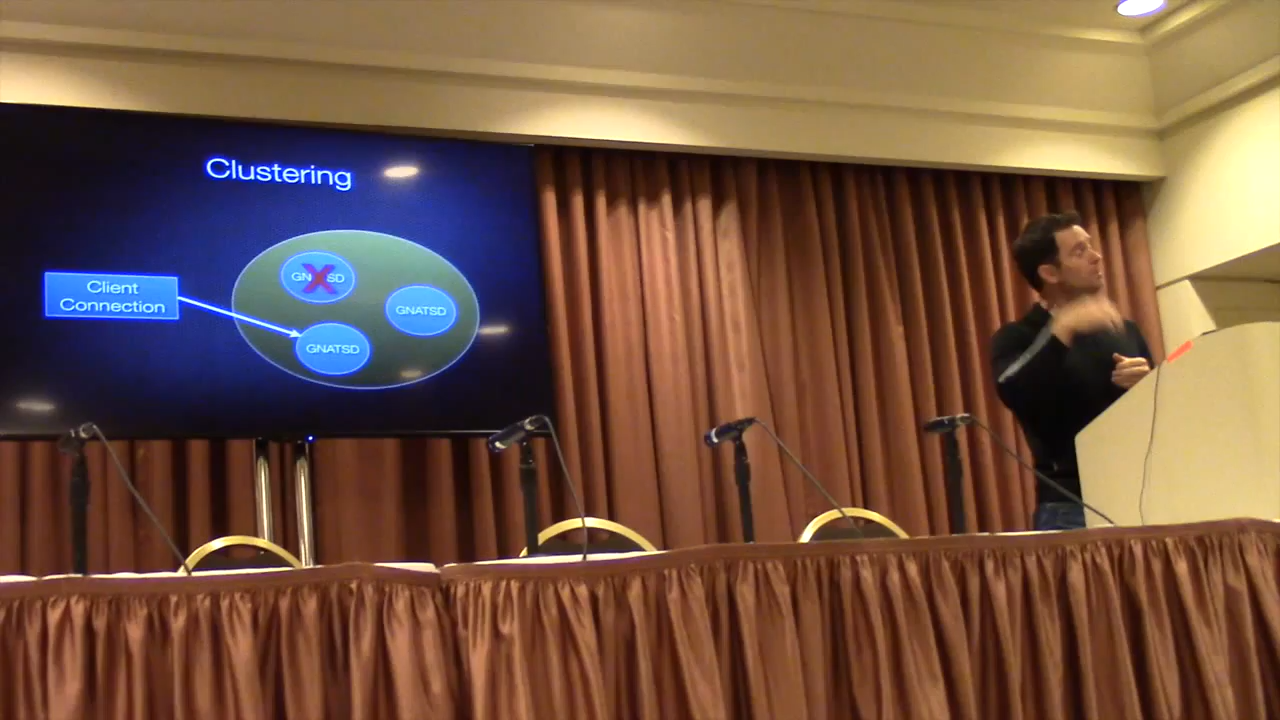 Clustering
Client
Connection
GNATSD
GNATSD